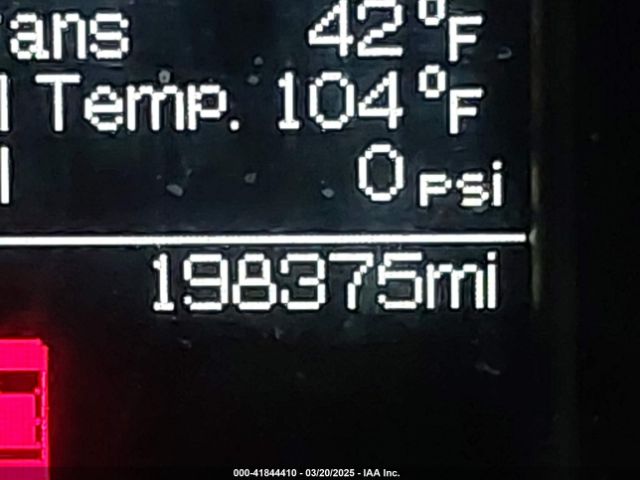 ans 42°F
Temp. 104°F
0 psi
198375mi
000-41844410 - 03/20/2025 - IAA Inc.